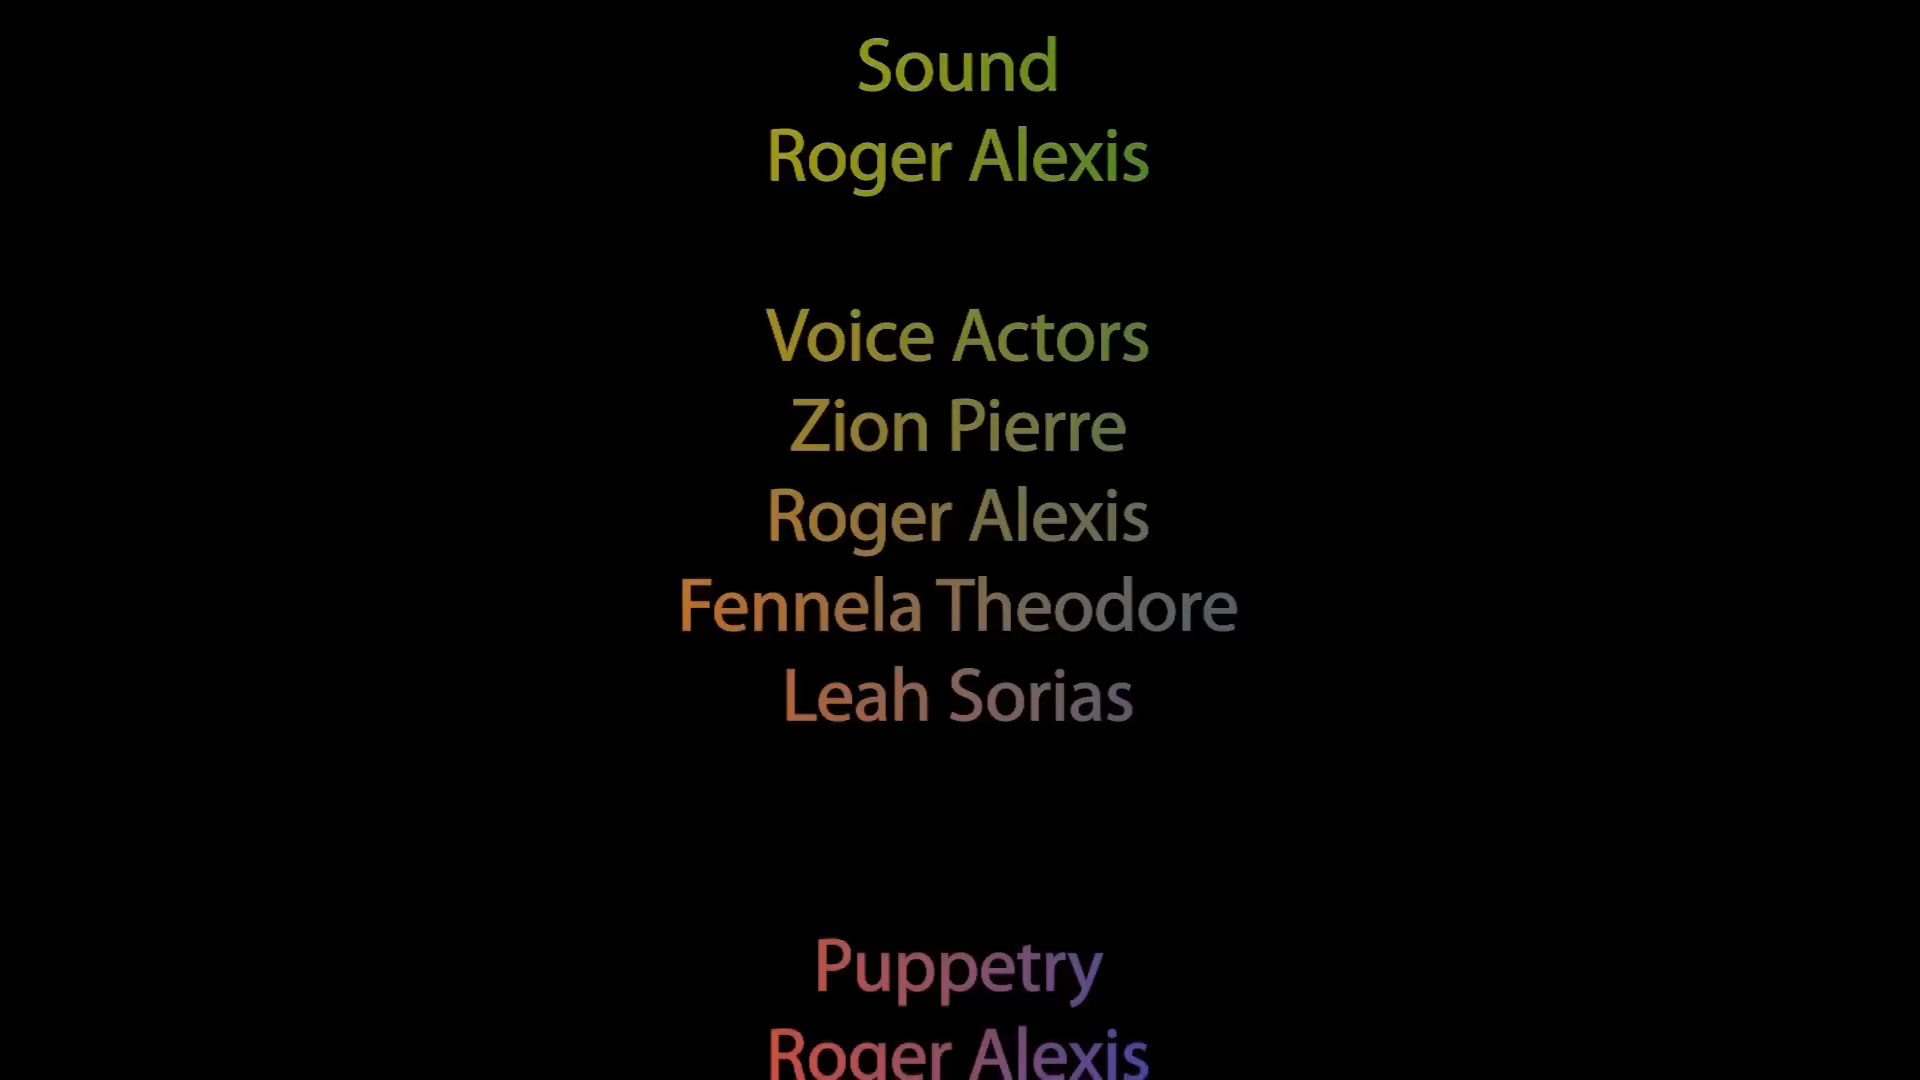 Sound
Roger Alexis
Voice Actors
Zion Pierre
Roger Alexis
Fennela Theodore
Leah Sorias
Puppetry
Roger Alexis